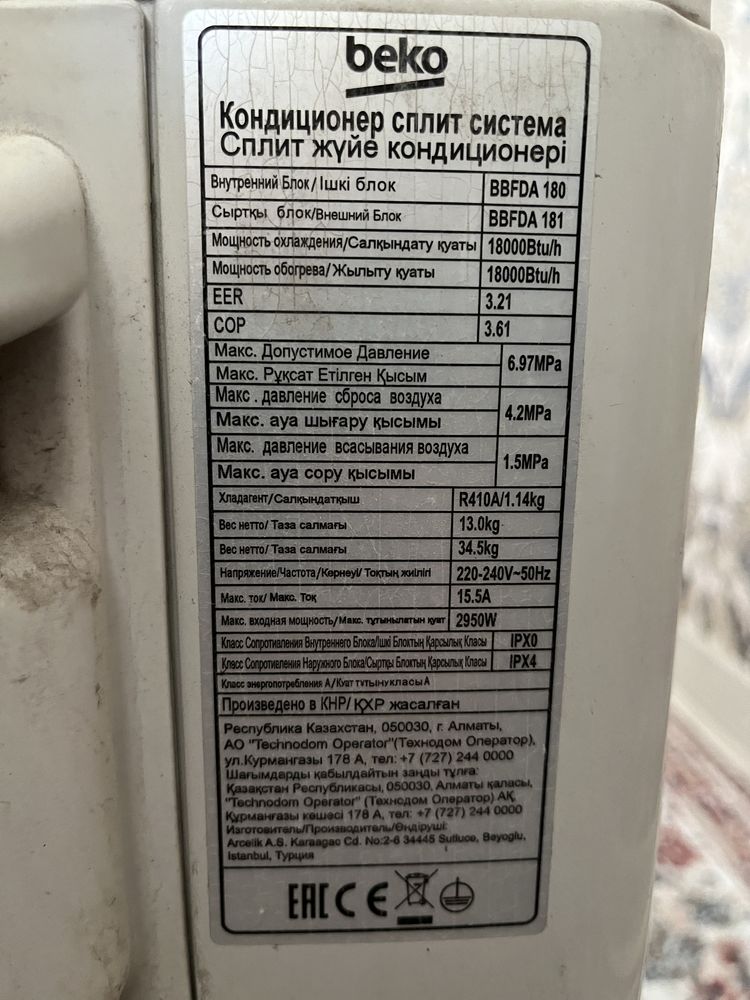 beko
Кондиционер сплит система
Сплит жүйе кондиционері
Внутренний Блок/Ішкі блок BBFDA 180
Сыртқы блок/Внешний Блок BBFDA 181
Мощность охлаждения/Салқындату қуаты 18000Btu/h
Мощность обогрева/Жылыту қуаты 18000Btu/h
EER 3.21
COP 3.61
Макс. Допустимое Давление 6.97MPa
Макс. Рұқсат Етілген Қысым
Макс . давление сброса воздуха 4.2MPa
Макс. ауа шығару қысымы
Макс. давление всасывания воздуха 1.5MPa
Макс. ауа сору қысымы
Хладагент/Салқындатқыш R410A/1.14kg
Вес нетто/ Таза салмағы 13.0kg
Вес нетто/ Таза салмағы 34.5kg
Напряжение/Частота/Кернеуі/ Тоқтың жиілігі 220-240V~50Hz
Макс. ток/ Макс. Тоқ 15.5A
Макс. входная мощность/Макс. тұтынылатын қуат 2950W
Класс Сопротивления Внутреннего Блока/Ішкі Блоктың Қарсылық Класы IPX0
Класс Сопротивления Наружного Блока/Сыртқы Блоктың Қарсылық Класы IPX4
Класс энергопотребления А/Қуат тұтыну класы А
Произведено в КНР/ ҚХР жасалған
Республика Казахстан, 050030, г. Алматы,
АО "Technodom Operator"(Технодом Оператор),
ул.Курмангазы 178 А, тел: +7 (727) 244 0000
Шағымдарды қабылдайтын заңды тұлға:
Қазақстан Республикасы, 050030, Алматы қаласы,
"Technodom Operator" (Технодом Оператор) АҚ,
Құрманғазы көшесі 178 А, тел: +7 (727) 244 0000
Изготовитель/Производитель/Өндіруші:
Arcelik A.S. Karaagac Cd. No:2-6 34445 Sutluce, Beyoglu,
Istanbul, Турция
EAC CE